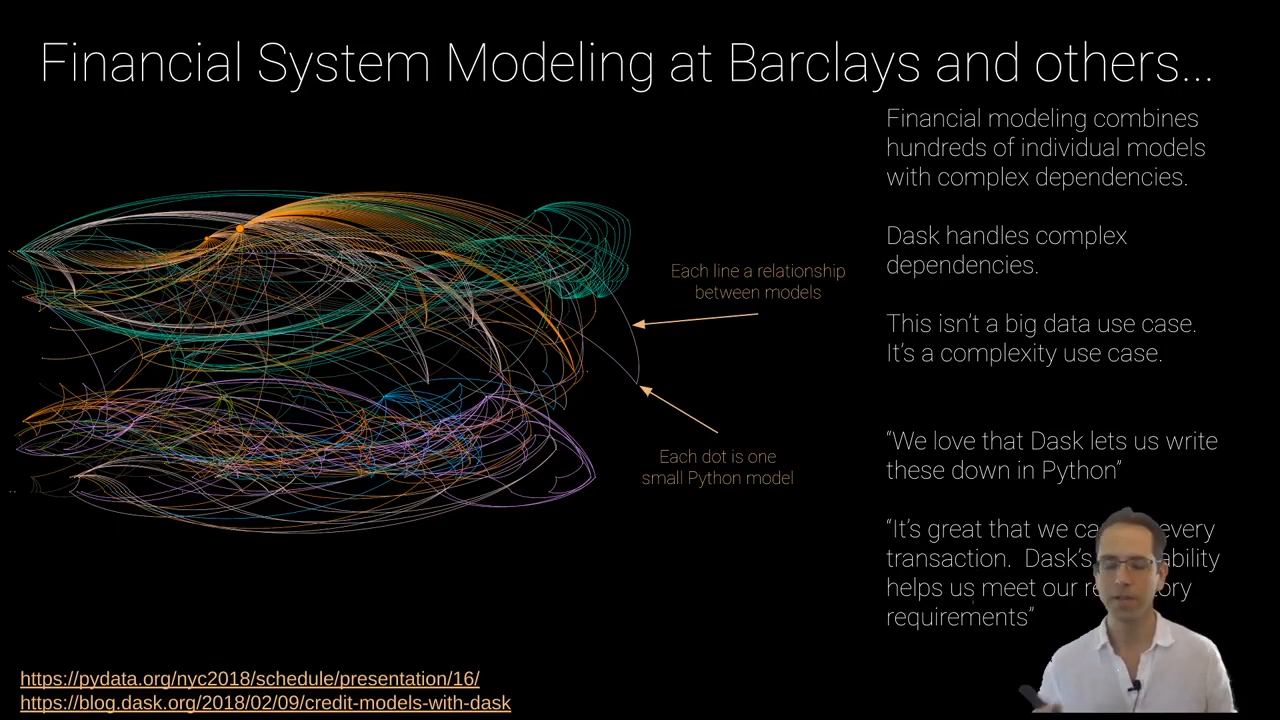 Financial System Modeling at Barclays and others...
Financial modeling combines
hundreds of individual models
with complex dependencies.
Dask handles complex
dependencies.
This isn't a big data use case.
It's a complexity use case.
"We love that Dask lets us write
these down in Python"
"It's great that we every
transaction. Dask's
helps us meet our
requirements"
Each line a relationship
between models
Each dot is one
small Python model
https://pydata.org/nyc2018/schedule/presentation/16/
https://blog.dask.org/2018/02/09/credit-models-with-dask